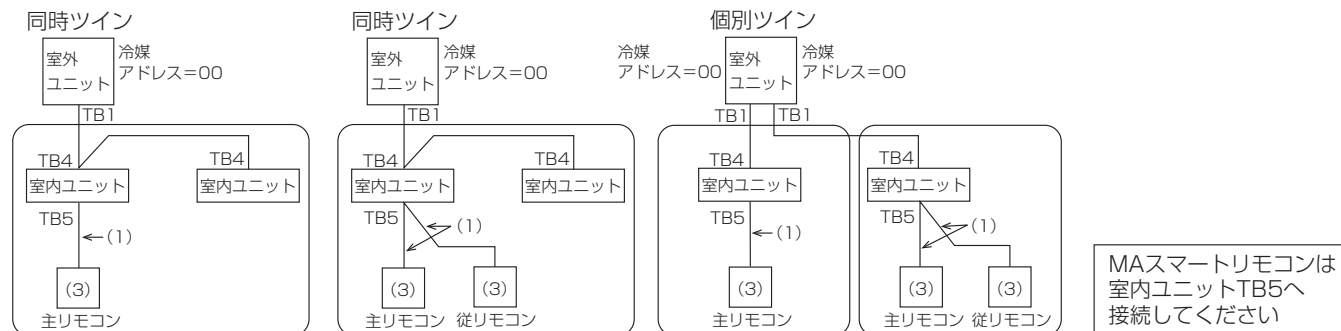 同時ツイン
室外
ユニット
冷媒
アドレス=00
TB1
TB4
TB4
室内ユニット
室内ユニット
TB5
(1)
(3)
主リモコン
同時ツイン
室外
ユニット
冷媒
アドレス=00
TB1
TB4
TB4
室内ユニット
室内ユニット
TB5
(1)
(3)
(3)
主リモコン
従リモコン
個別ツイン
冷媒
アドレス=00
室外
ユニット
冷媒
アドレス=00
TB1
TB1
TB4
室内ユニット
TB5
(1)
(3)
主リモコン
TB4
室内ユニット
TB5
(1)
(3)
(3)
主リモコン
従リモコン
MAスマートリモコンは
室内ユニットTB5へ
接続してください